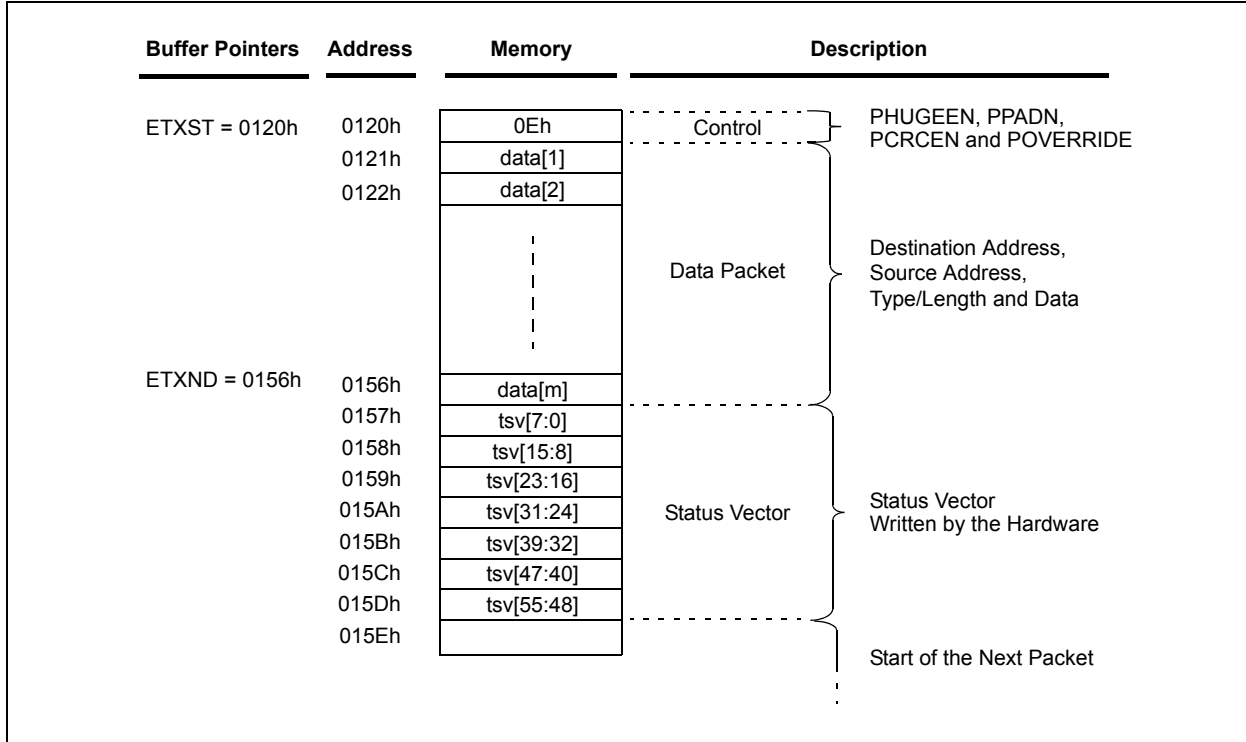 Buffer Pointers Address Memory Description
ETXST = 0120h 0120h 0Eh Control PHUGEEN, PPADN,
PCRCEN and POVERRIDE
0121h data[1]
0122h data[2]
Data Packet Destination Address,
Source Address,
Type/Length and Data
ETXND = 0156h 0156h data[m]
0157h tsv[7:0]
0158h tsv[15:8]
0159h tsv[23:16]
015Ah tsv[31:24] Status Vector Status Vector
Written by the Hardware
015Bh tsv[39:32]
015Ch tsv[47:40]
015Dh tsv[55:48]
015Eh
Start of the Next Packet